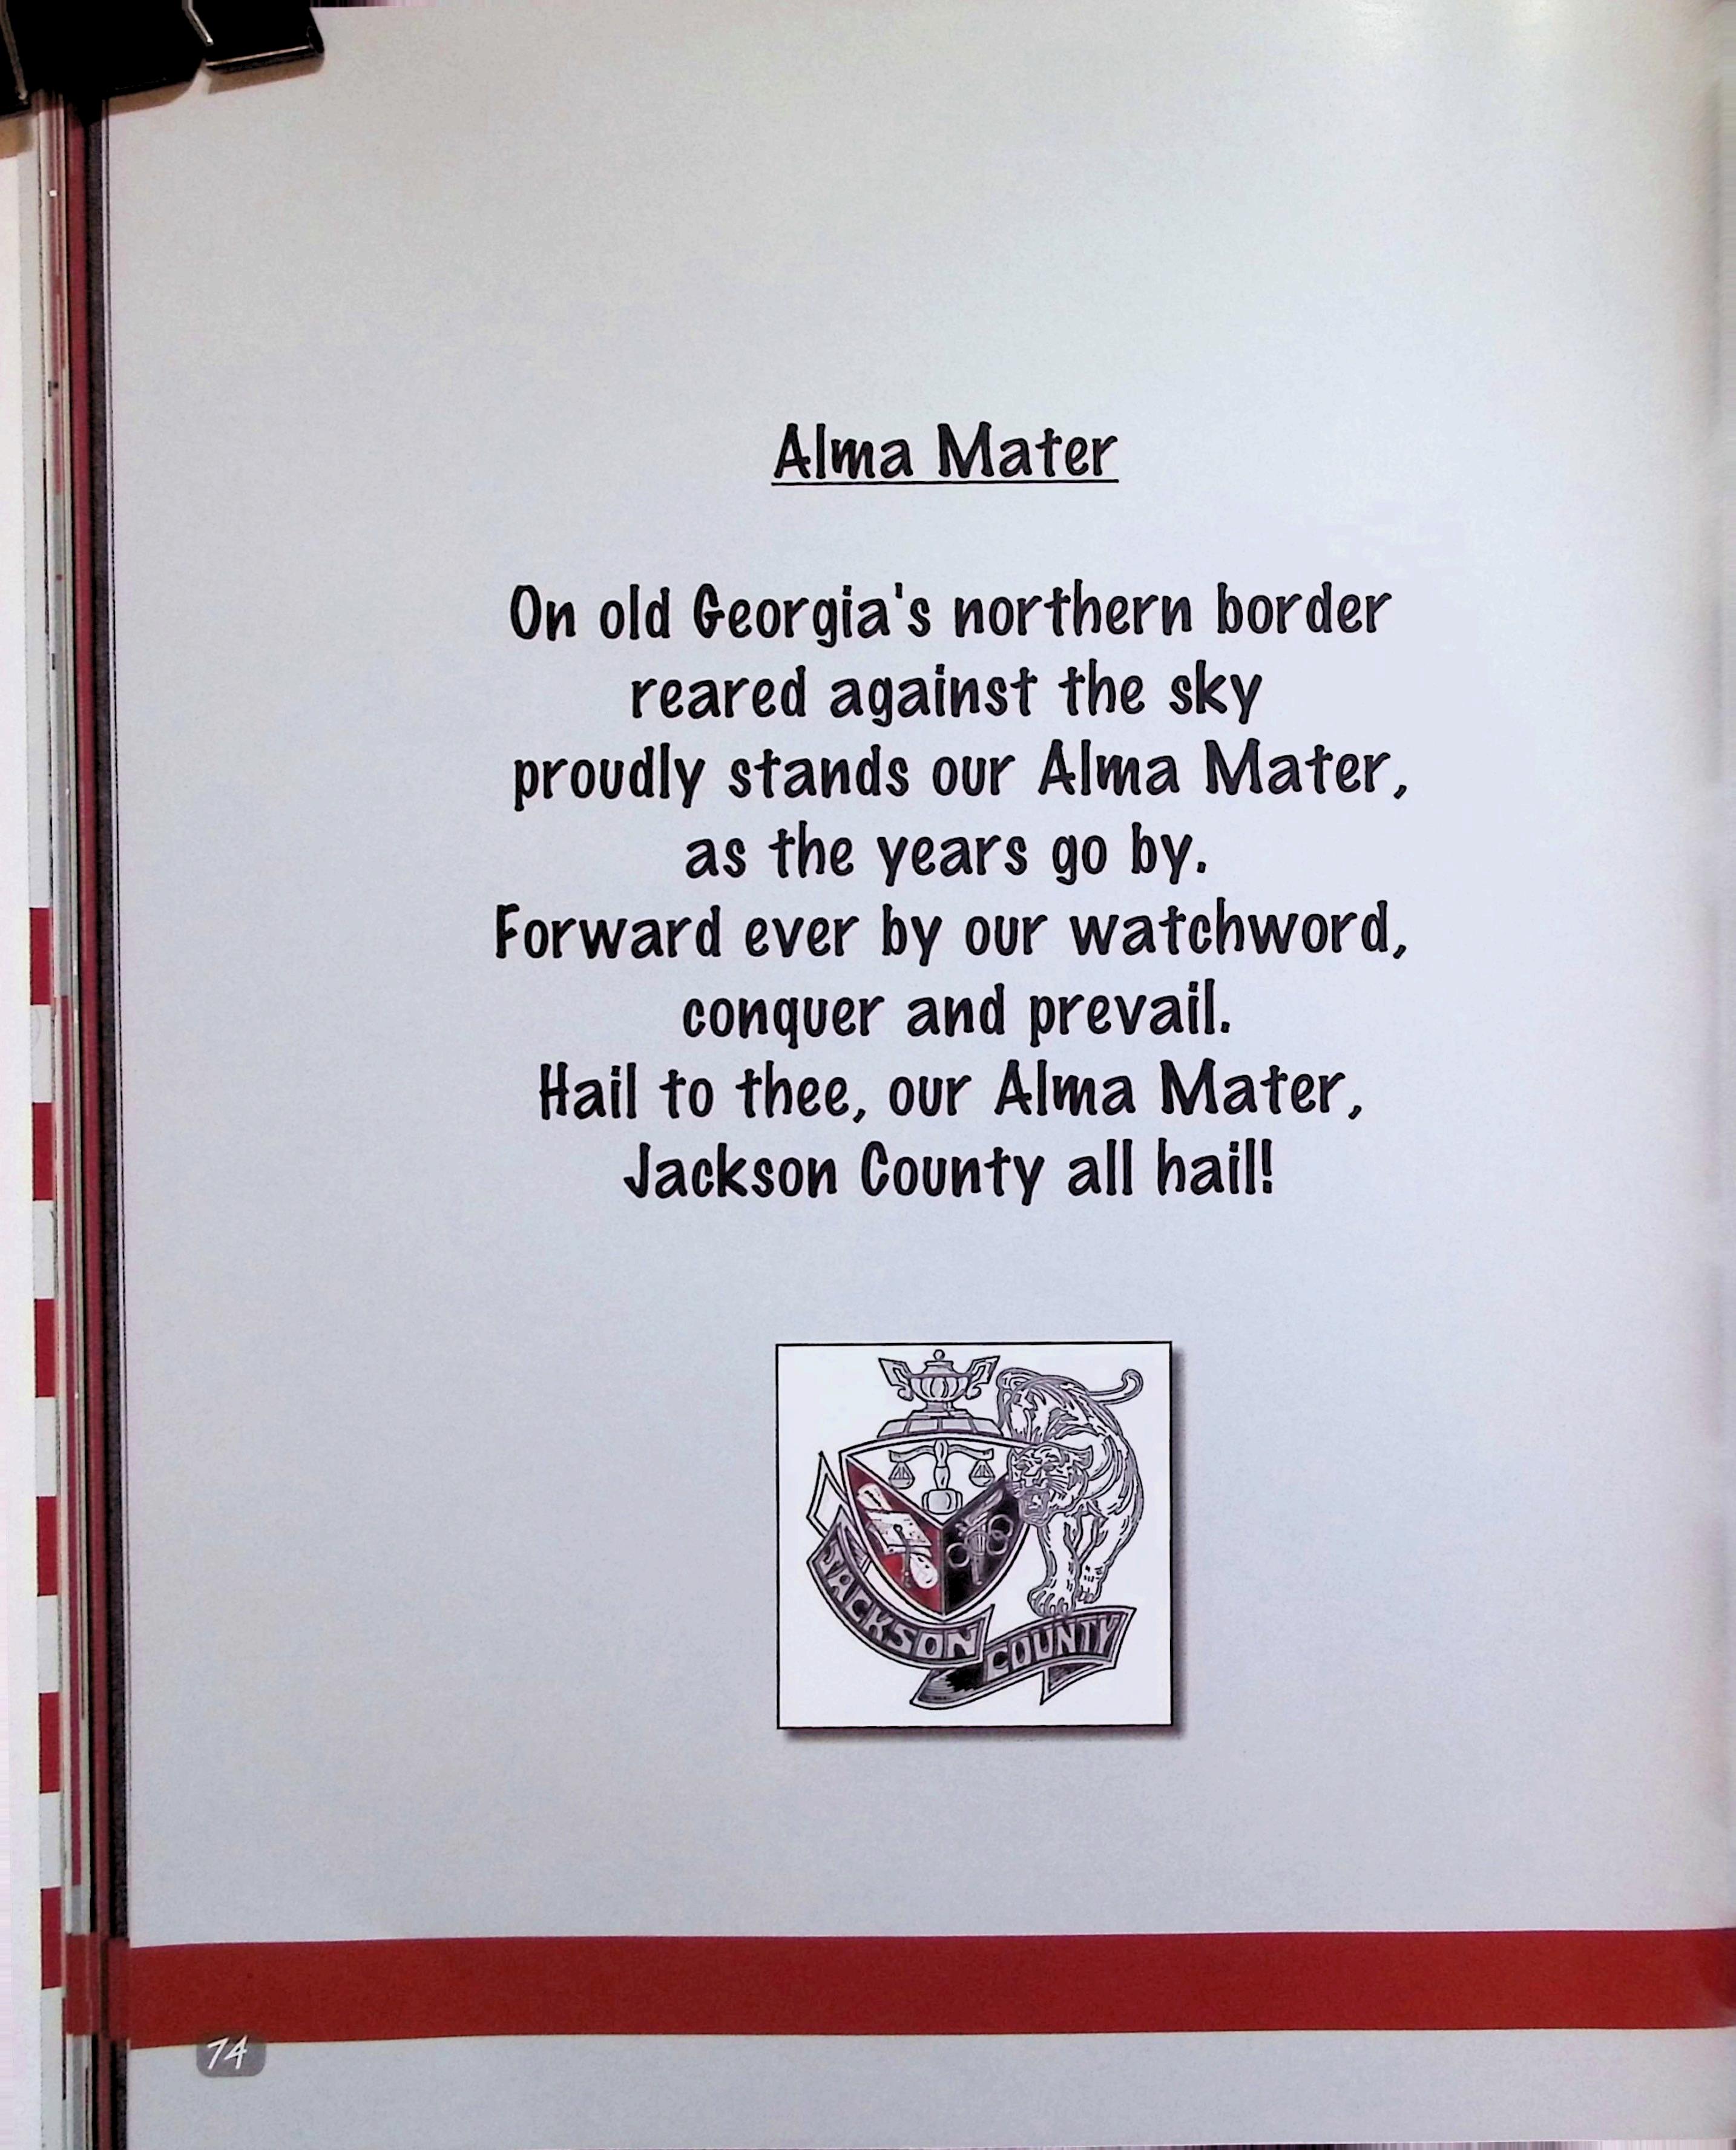 Alma Mater
On old Georgia's northern border
reared against the sky
proudly stands our Alma Mater,
as the years go by.
Forward ever by our watchword,
conquer and prevail.
Hail to thee, our Alma Mater,
Jackson County all hail!
JACKSON
COUNTY
74